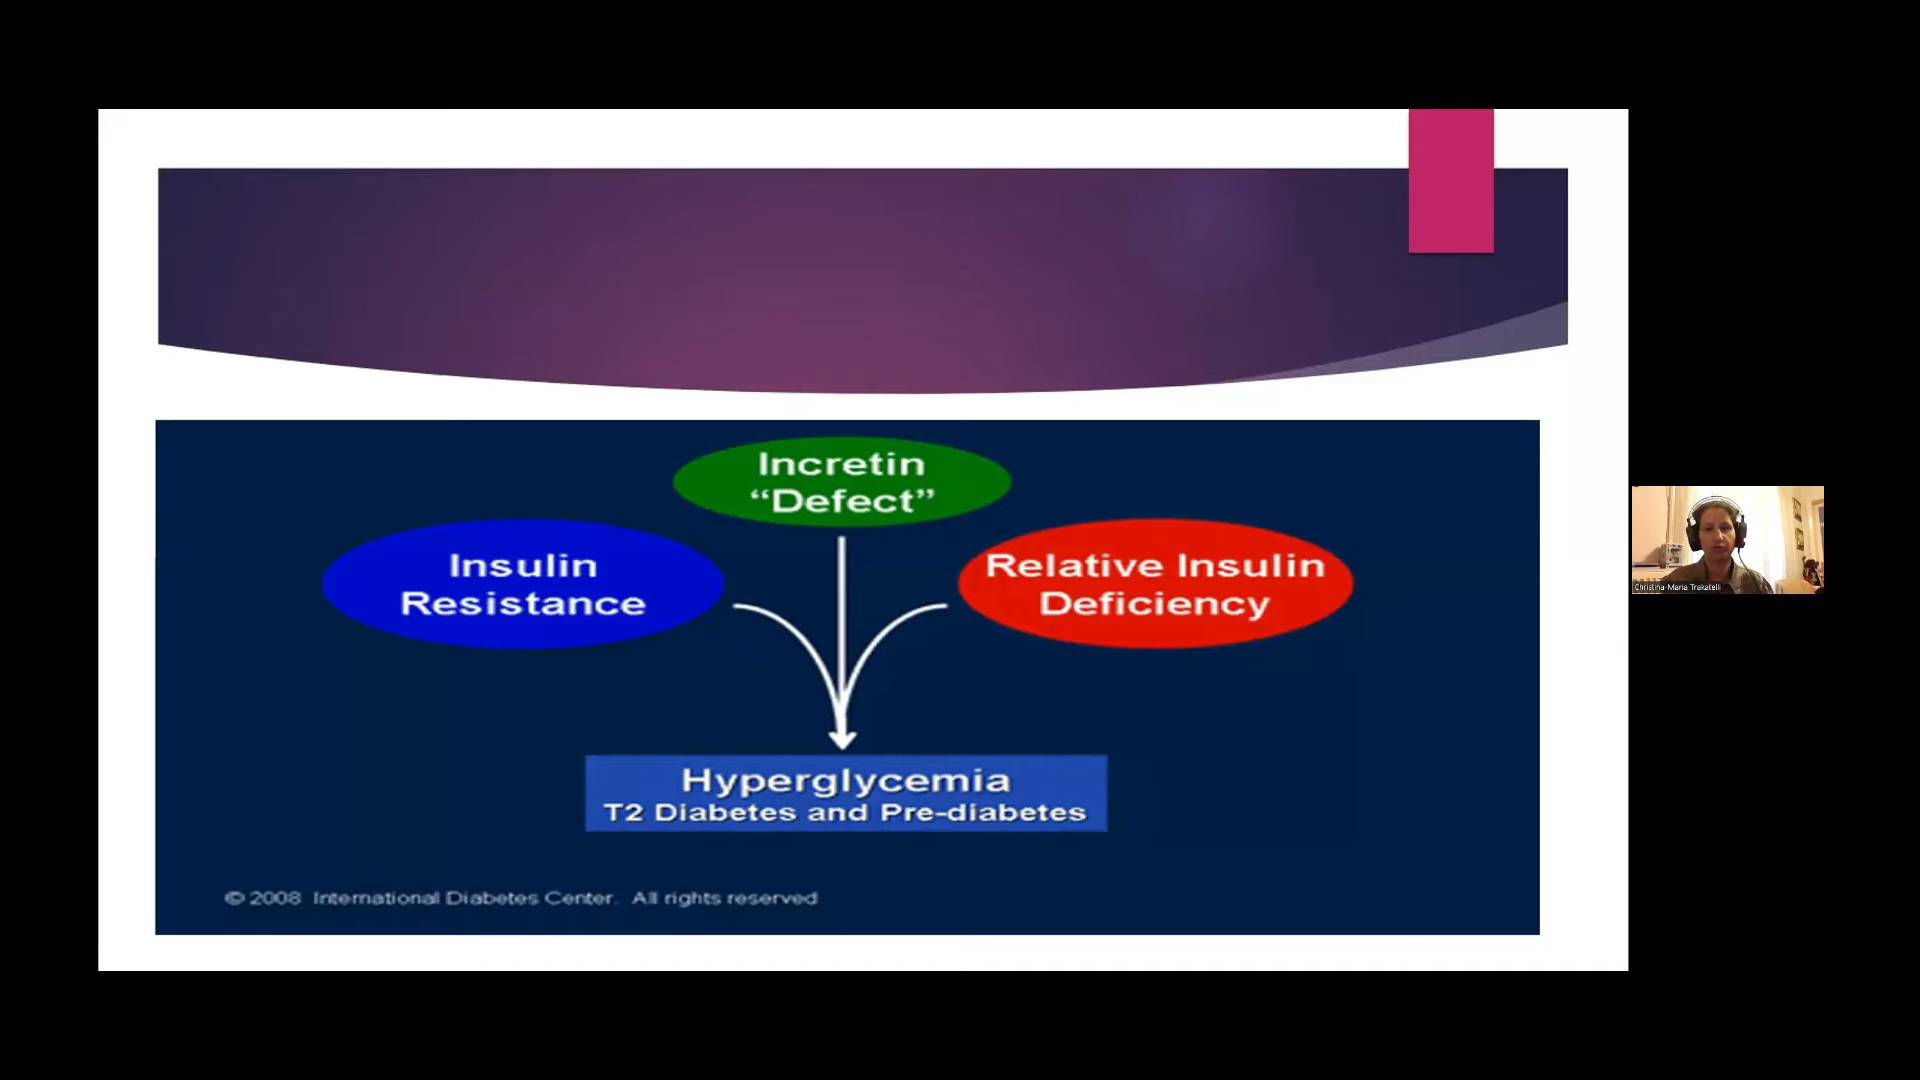 Incretin
“Defect”
Insulin
Resistance
Relative Insulin
Deficiency
Hyperglycemia
T2 Diabetes and Pre-diabetes
© 2008 International Diabetes Center. All rights reserved
Christina-Maria Trakatelli